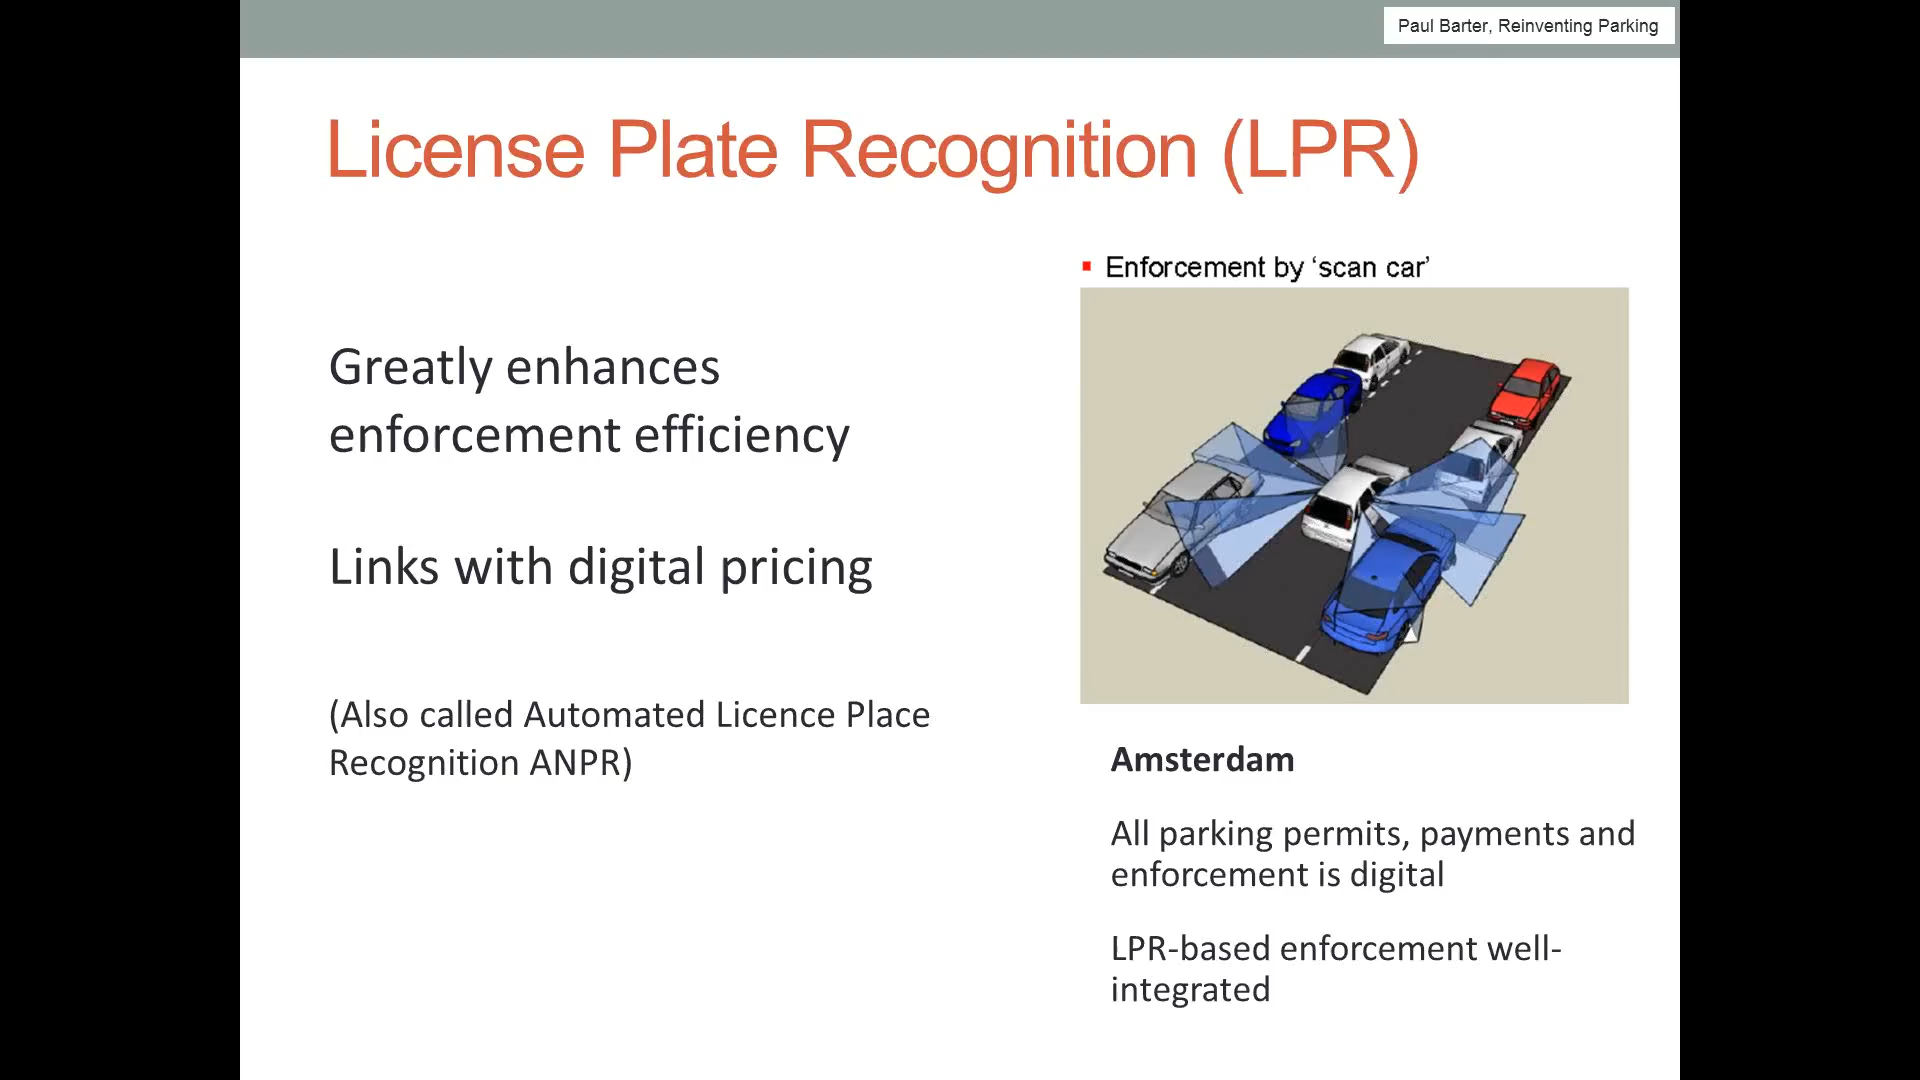 Paul Barter, Reinventing Parking
License Plate Recognition (LPR)
Greatly enhances
enforcement efficiency
Links with digital pricing
(Also called Automated Licence Place
Recognition ANPR)
▪ Enforcement by ‘scan car’
Amsterdam
All parking permits, payments and
enforcement is digital
LPR-based enforcement well-
integrated